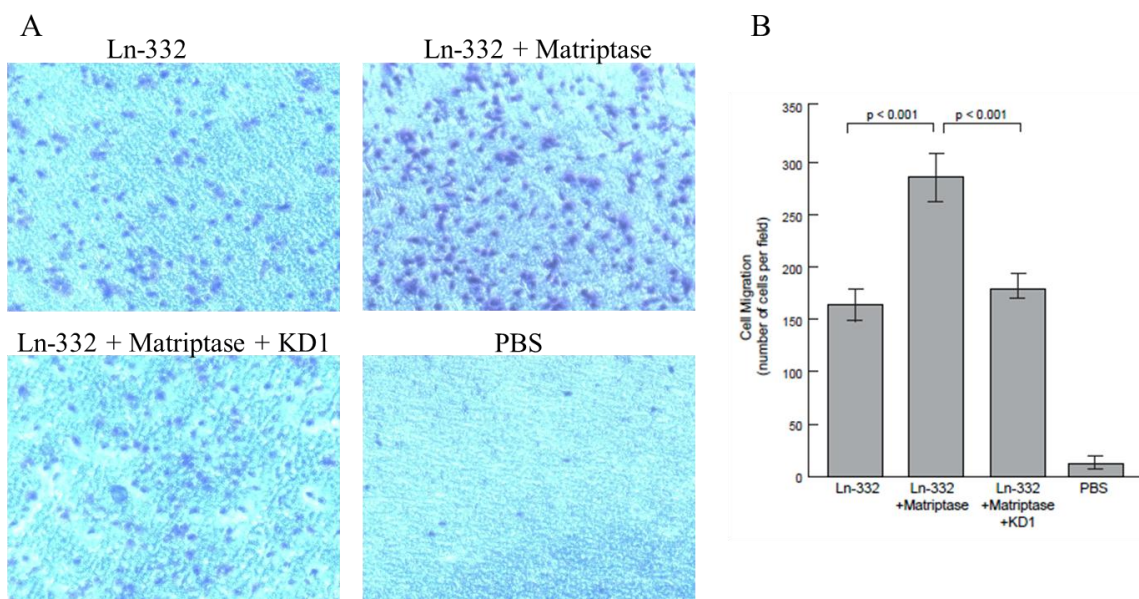 A
Ln-332
Ln-332 + Matriptase
Ln-332 + Matriptase + KD1
PBS
B
350
300
250
200
150
100
50
0
Cell Migration
(number of cells per field)
p < 0.001
p < 0.001
Ln-332
Ln-332
+Matriptase
Ln-332
+Matriptase
+KD1
PBS